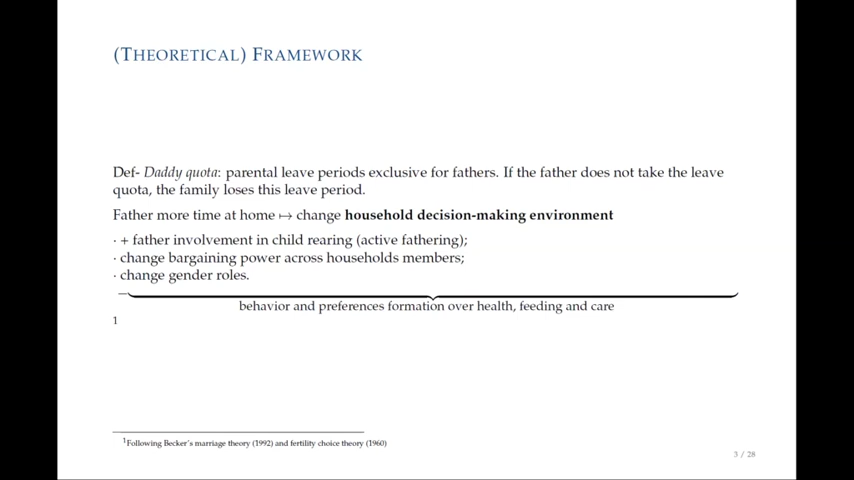 (THEORETICAL) FRAMEWORK
Def- Daddy quota: parental leave periods exclusive for fathers. If the father does not take the leave
quota, the family loses this leave period.
Father more time at home ↦ change household decision-making environment
· + father involvement in child rearing (active fathering);
· change bargaining power across households members;
· change gender roles.
behavior and preferences formation over health, feeding and care
1
1Following Becker's marriage theory (1992) and fertility choice theory (1960)
3 / 28